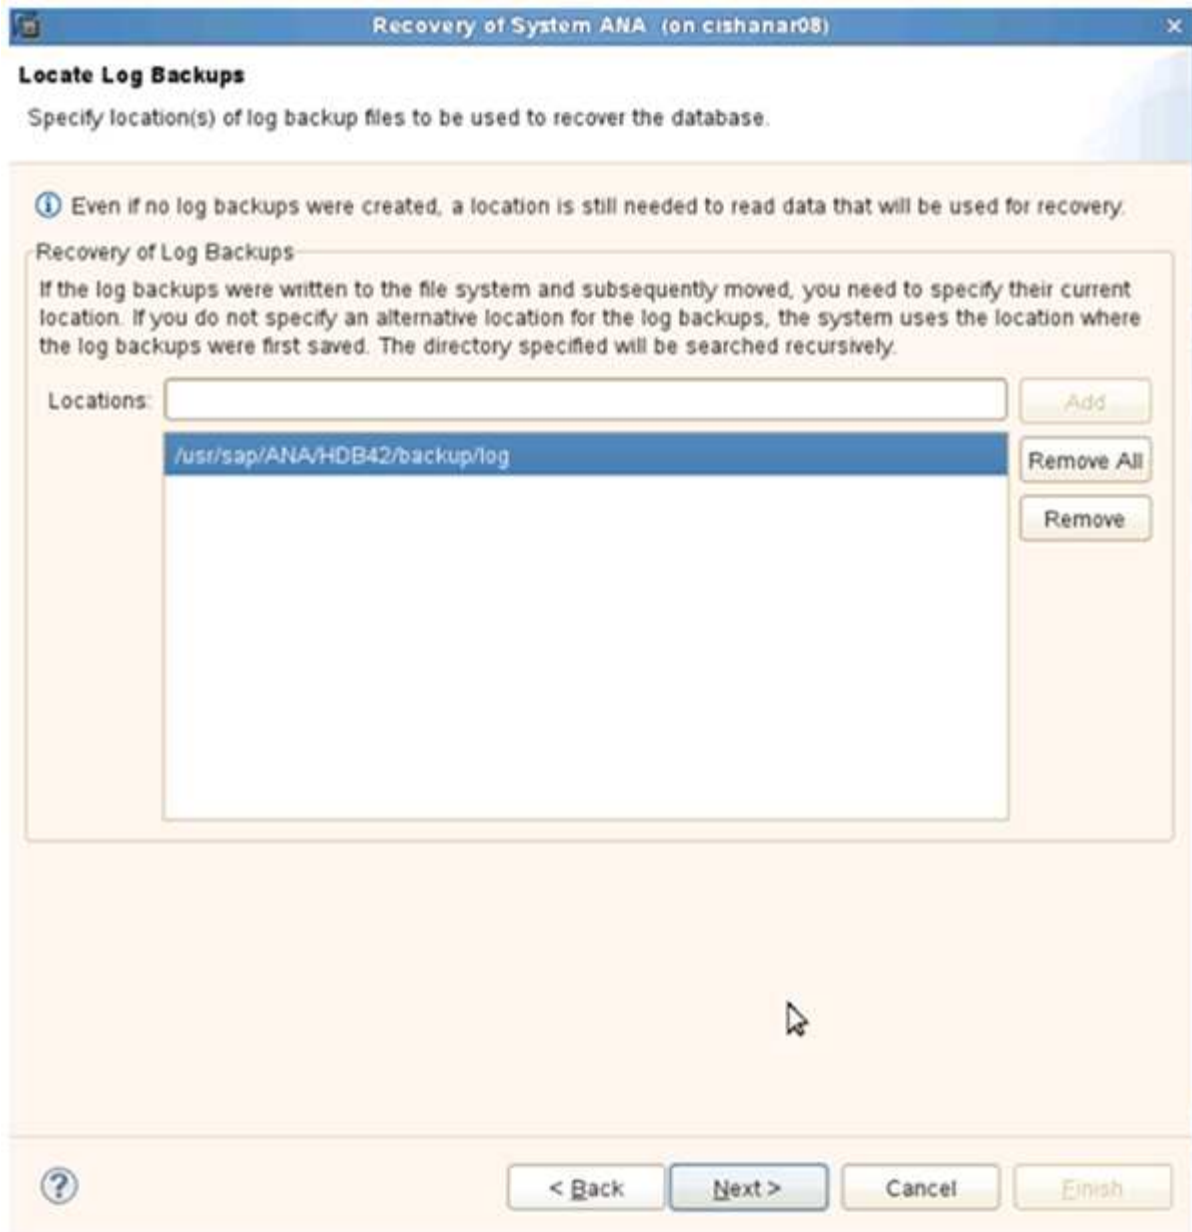 Recovery of System ANA (on cishanar08)
Locate Log Backups
Specify location(s) of log backup files to be used to recover the database.
Even if no log backups were created, a location is still needed to read data that will be used for recovery.
Recovery of Log Backups
If the log backups were written to the file system and subsequently moved, you need to specify their current
location. If you do not specify an alternative location for the log backups, the system uses the location where
the log backups were first saved. The directory specified will be searched recursively.
Locations:
Add
/usr/sap/ANA/HDB42/backup/log
Remove All
Remove
< Back
Next >
Cancel
Finish